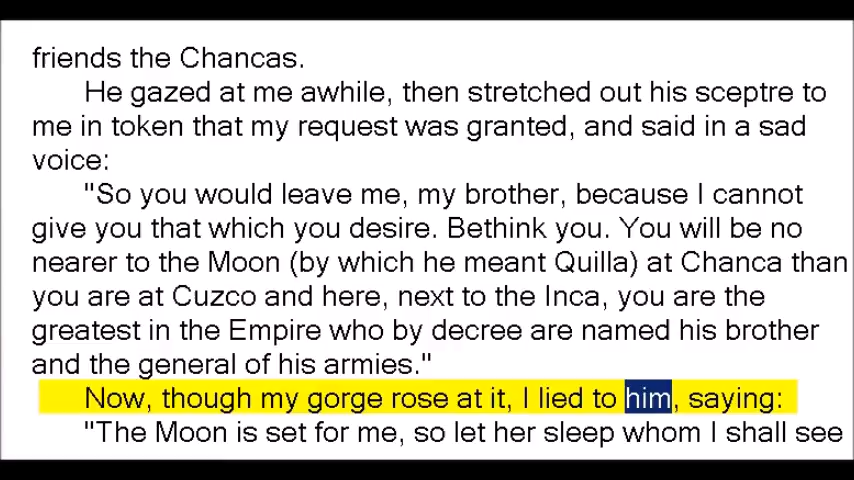 friends the Chancas.
He gazed at me awhile, then stretched out his sceptre to
me in token that my request was granted, and said in a sad
voice:
"So you would leave me, my brother, because I cannot
give you that which you desire. Bethink you. You will be no
nearer to the Moon (by which he meant Quilla) at Chanca than
you are at Cuzco and here, next to the Inca, you are the
greatest in the Empire who by decree are named his brother
and the general of his armies."
Now, though my gorge rose at it, I lied to him, saying:
"The Moon is set for me, so let her sleep whom I shall see